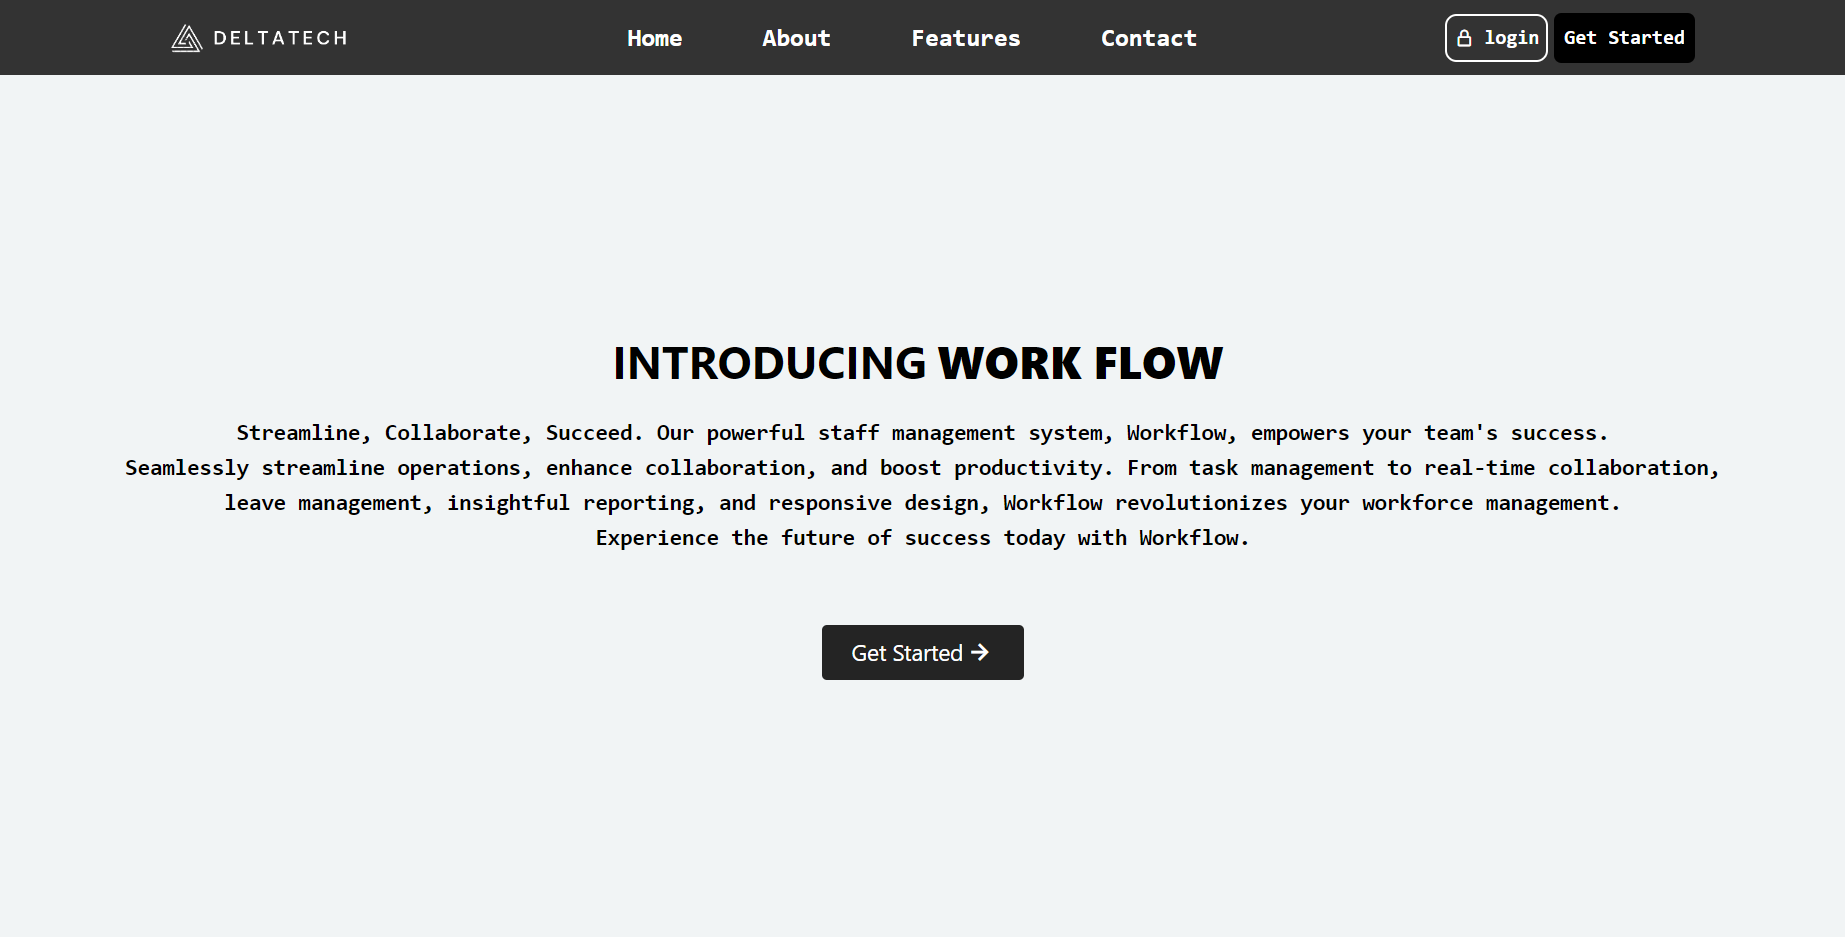 DELTATECH
Home
About
Features
Contact
login
Get Started
INTRODUCING WORK FLOW
Streamline, Collaborate, Succeed. Our powerful staff management system, Workflow, empowers your team's success.
Seamlessly streamline operations, enhance collaboration, and boost productivity. From task management to real-time collaboration,
leave management, insightful reporting, and responsive design, Workflow revolutionizes your workforce management.
Experience the future of success today with Workflow.
Get Started